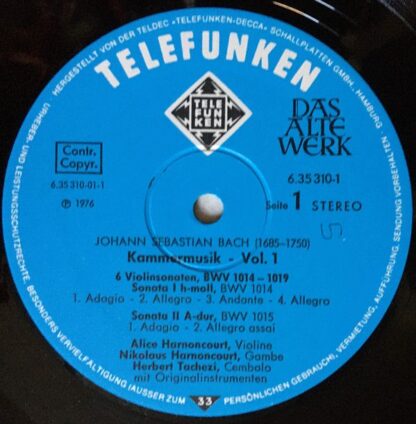 HERGESTELLT VON DER TELDEC »TELEFUNKEN-DECCA« SCHALLPLATTEN GMBH., HAMBURG
URHEBER- UND LEISTUNGSSCHUTZRECHTE, BESONDERS VERVIELFÄLTIGUNG (AUSSER ZUM PERSÖNLICHEN GEBRAUCH), VERMIETUNG, SENDUNG VORBEHALTEN
TELEFUNKEN
TELE
FUN
KEN
DAS
ALTE
WERK
Contr.
Copyr.
6.35 310-01-1
℗ 1976
6.35 310-1
Seite 1 STEREO
JOHANN SEBASTIAN BACH (1685-1750)
Kammermusik - Vol. 1
6 Violinsonaten, BWV 1014 - 1019
Sonata I h-moll, BWV 1014
1. Adagio - 2. Allegro - 3. Andante - 4. Allegro
Sonata II A-dur, BWV 1015
1. Adagio - 2. Allegro assai
Alice Harnoncourt, Violine
Nikolaus Harnoncourt, Gambe
Herbert Tachezi, Cembalo
mit Originalinstrumenten
33